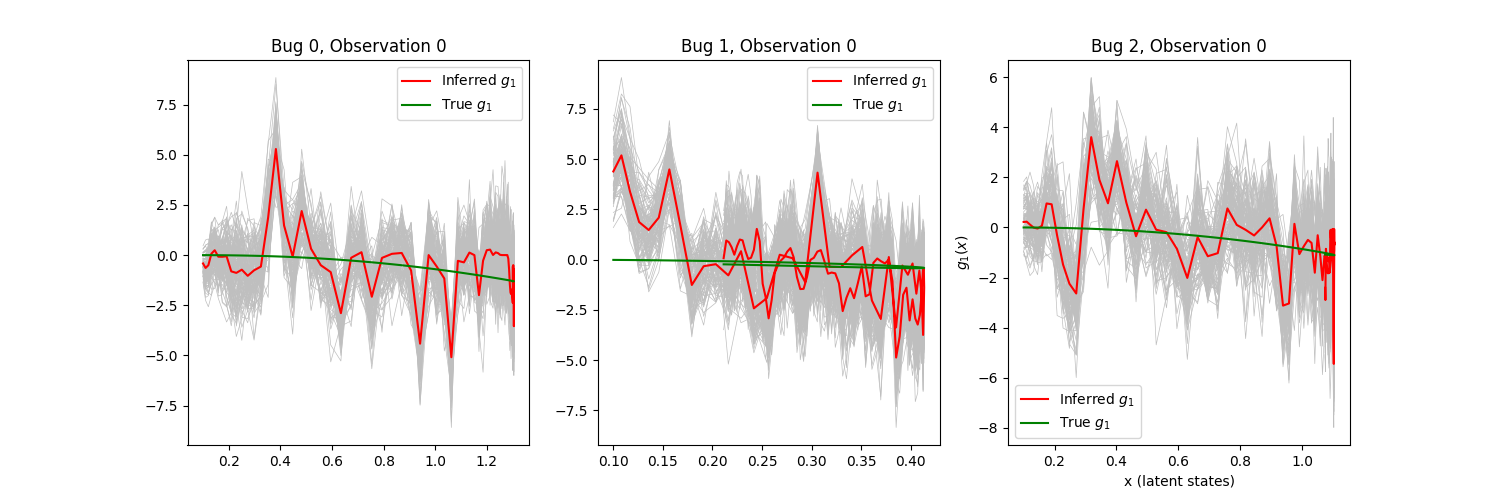 Bug 0, Observation 0
Inferred g₁
True g₁
7.5
5.0
2.5
0.0
−2.5
−5.0
−7.5
0.2 0.4 0.6 0.8 1.0 1.2
Bug 1, Observation 0
Inferred g₁
True g₁
7.5
5.0
2.5
0.0
−2.5
−5.0
−7.5
0.10 0.15 0.20 0.25 0.30 0.35 0.40
Bug 2, Observation 0
6
4
2
0
−2
−4
−6
−8
g₁(x)
Inferred g₁
True g₁
0.2 0.4 0.6 0.8 1.0
x (latent states)